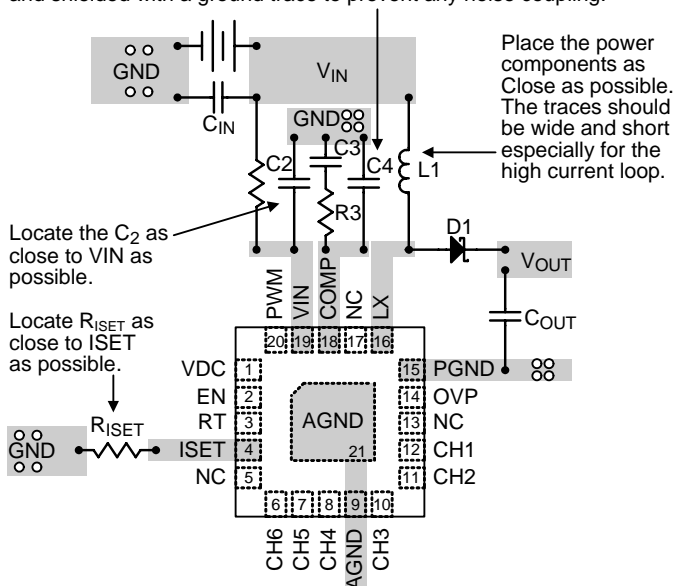 and shielded with a ground trace to prevent any noise coupling.
Place the power
components as
Close as possible.
The traces should
be wide and short
especially for the
high current loop.
GND
VIN
CIN
GND
C2
C3
C4
L1
R3
D1
VOUT
COUT
Locate the C2 as
close to VIN as
possible.
Locate RISET as
close to ISET
as possible.
RISET
GND
PWM
VIN
COMP
NC
LX
20 19 18 17 16
VDC 1
EN 2
RT 3
ISET 4
NC 5
AGND
21
15 PGND
14 OVP
13 NC
12 CH1
11 CH2
6 7 8 9 10
CH6
CH5
CH4
AGND
CH3